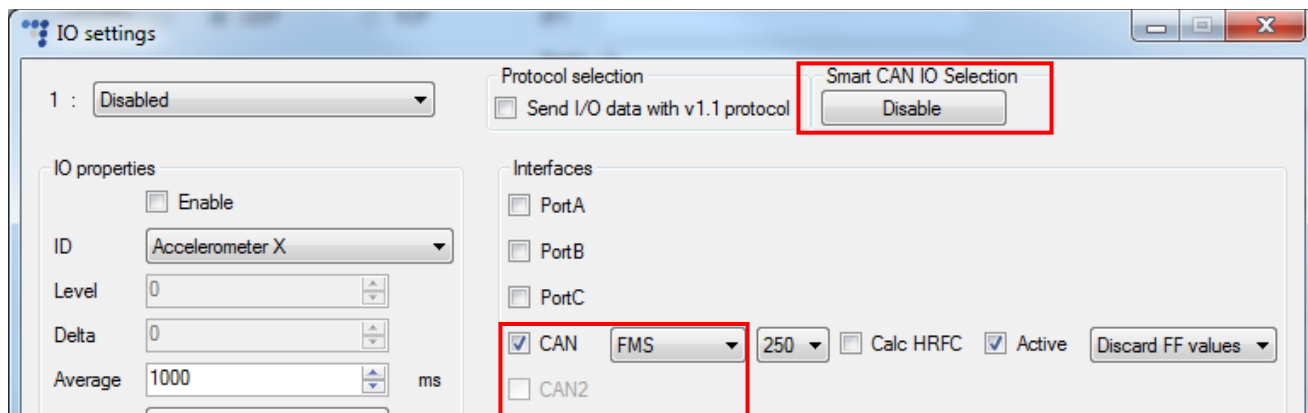 IO settings
1 : Disabled
Protocol selection
Send I/O data with v1.1 protocol
Smart CAN IO Selection
Disable
IO properties
Enable
ID Accelerometer X
Level 0
Delta 0
Average 1000 ms
Interfaces
PortA
PortB
PortC
CAN FMS 250 Calc HRFC Active Discard FF values
CAN2